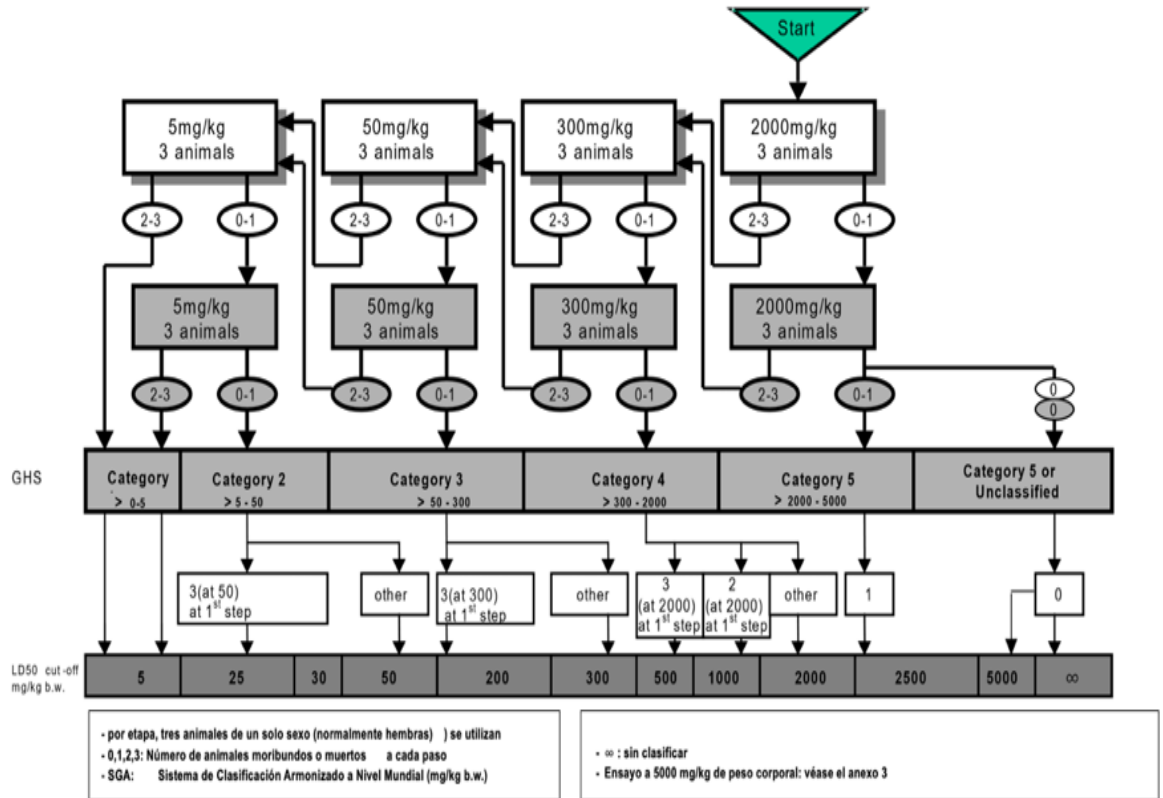 Start
5mg/kg
3 animals
50mg/kg
3 animals
300mg/kg
3 animals
2000mg/kg
3 animals
2-3
0-1
2-3
0-1
2-3
0-1
2-3
0-1
5mg/kg
3 animals
50mg/kg
3 animals
300mg/kg
3 animals
2000mg/kg
3 animals
2-3
0-1
2-3
0-1
2-3
0-1
2-3
0-1
0
0
GHS
Category
> 0-5
Category 2
> 5 - 50
Category 3
> 50 - 300
Category 4
> 300 - 2000
Category 5
> 2000 - 5000
Category 5 or
Unclassified
3(at 50)
at 1st step
other
3(at 300)
at 1st step
other
3
(at 2000)
at 1st step
2
(at 2000)
at 1st step
other
1
0
LD50 cut-off
mg/kg b.w.
5
25
30
50
200
300
500
1000
2000
2500
5000
∞
- por etapa, tres animales de un solo sexo (normalmente hembras) ) se utilizan
- 0,1,2,3: Número de animales moribundos o muertos a cada paso
- SGA: Sistema de Clasificación Armonizado a Nivel Mundial (mg/kg b.w.)
- ∞ : sin clasificar
- Ensayo a 5000 mg/kg de peso corporal: véase el anexo 3